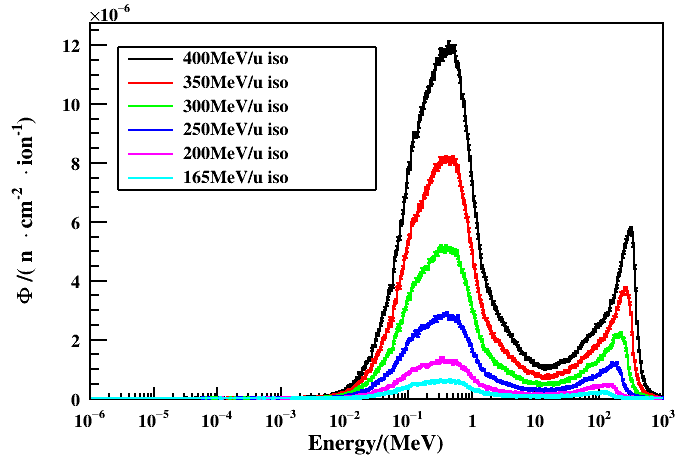 ×10⁻⁶
12
10
8
6
4
2
0
Φ /( n · cm⁻² · ion⁻¹)
400MeV/u iso
350MeV/u iso
300MeV/u iso
250MeV/u iso
200MeV/u iso
165MeV/u iso
10⁻⁶ 10⁻⁵ 10⁻⁴ 10⁻³ 10⁻² 10⁻¹ 1 10 10² 10³
Energy/(MeV)